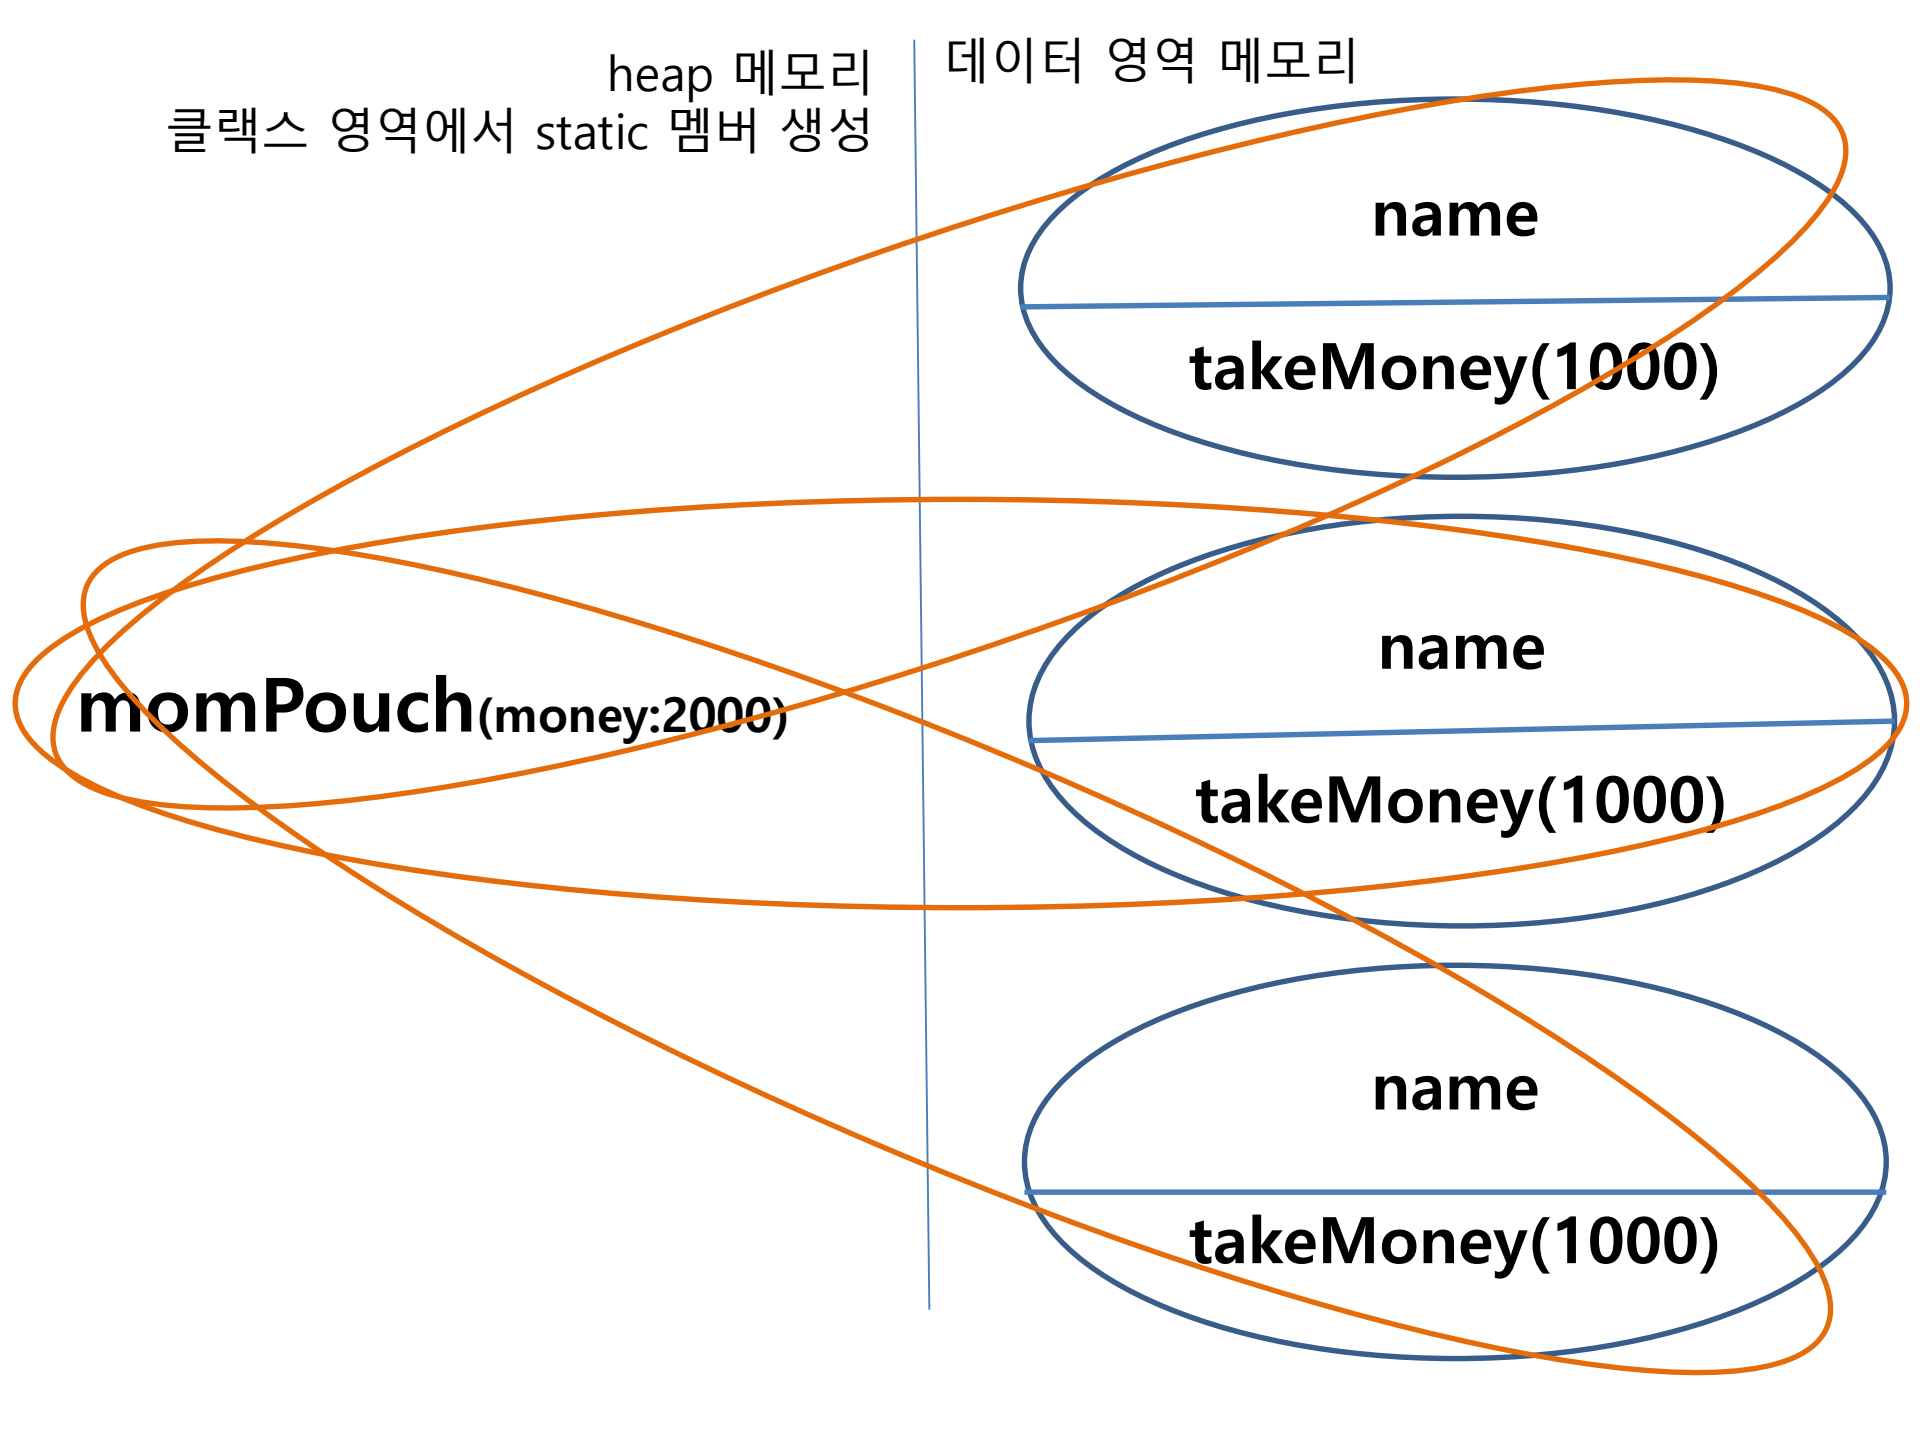 heap 메모리
클랙스 영역에서 static 멤버 생성
데이터 영역 메모리
name
takeMoney(1000)
momPouch(money:2000)
name
takeMoney(1000)
name
takeMoney(1000)